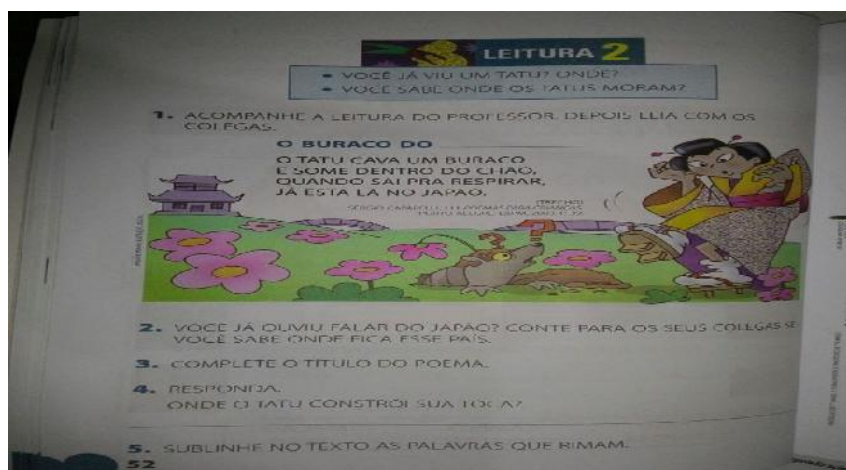 LEITURA 2
• VOCÊ JÁ VIU UM TATU? ONDE?
• VOCÊ SABE ONDE OS TATUS MORAM?
1. ACOMPANHE A LEITURA DO PROFESSOR. DEPOIS LEIA COM OS
COLEGAS.
O BURACO DO
O TATU CAVA UM BURACO
E SOME DENTRO DO CHÃO,
QUANDO SAI PRA RESPIRAR,
JÁ ESTÁ LÁ NO JAPÃO.
(TRECHO)
2. VOCÊ JÁ OUVIU FALAR DO JAPÃO? CONTE PARA OS SEUS COLEGAS SE
VOCÊ SABE ONDE FICA ESSE PAÍS.
3. COMPLETE O TÍTULO DO POEMA.
4. RESPONDA.
ONDE O TATU CONSTRÓI SUA TOCA?
5. SUBLINHE NO TEXTO AS PALAVRAS QUE RIMAM.
52